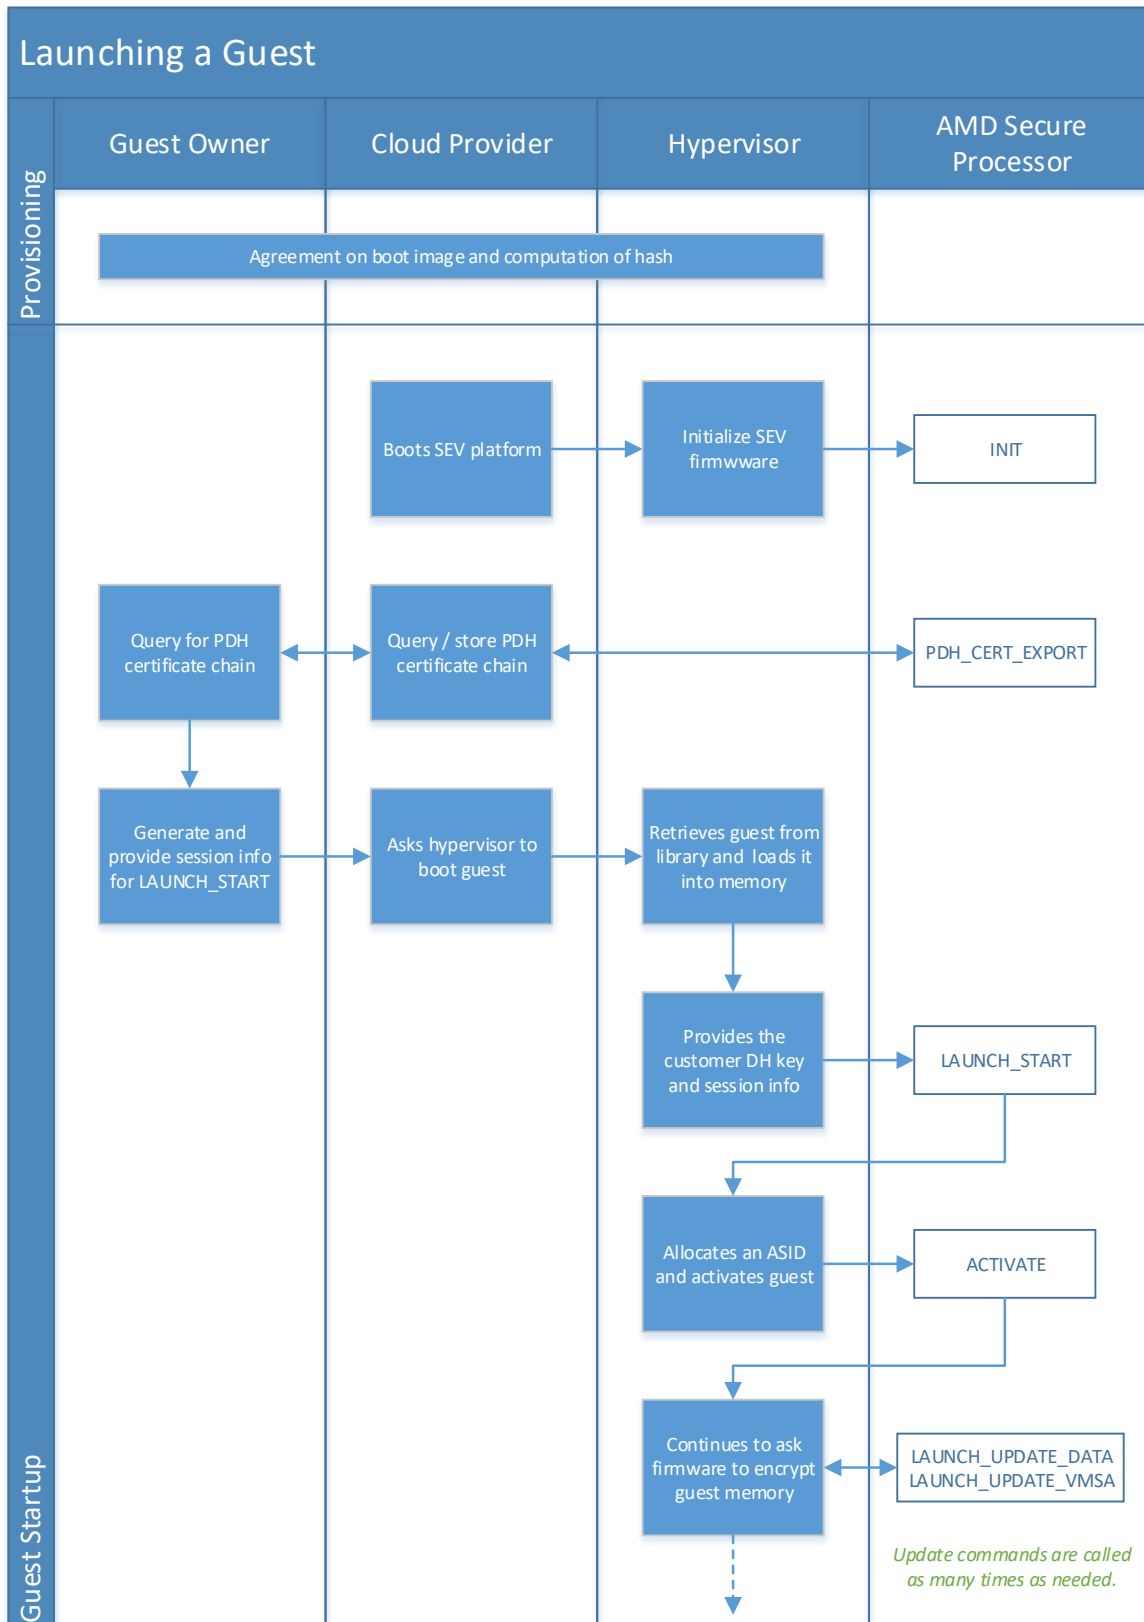 Launching a Guest
Guest Owner
Cloud Provider
Hypervisor
AMD Secure
Processor
Provisioning
Agreement on boot image and computation of hash
Boots SEV platform
Initialize SEV
firmwware
INIT
Query for PDH
certificate chain
Query / store PDH
certificate chain
PDH_CERT_EXPORT
Generate and
provide session info
for LAUNCH_START
Asks hypervisor to
boot guest
Retrieves guest from
library and loads it
into memory
Provides the
customer DH key
and session info
LAUNCH_START
Allocates an ASID
and activates guest
ACTIVATE
Continues to ask
firmware to encrypt
guest memory
LAUNCH_UPDATE_DATA
LAUNCH_UPDATE_VMSA
Update commands are called
as many times as needed.
Guest Startup